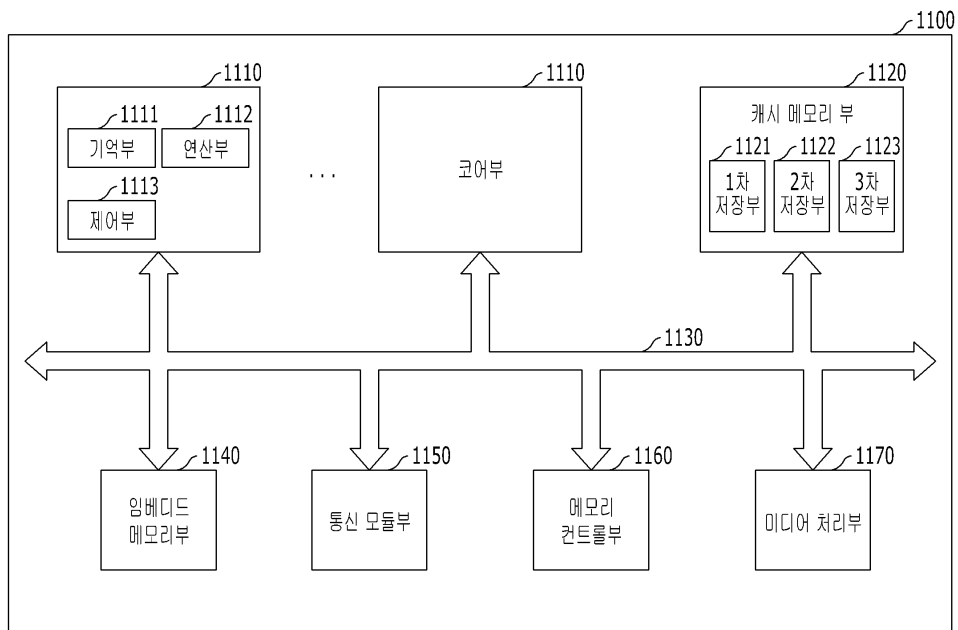 1100
1110
1110
1120
1111
1112
기억부
연산부
1113
제어부
...
코어부
캐시 메모리 부
1121
1122
1123
1차
저장부
2차
저장부
3차
저장부
1130
1140
1150
1160
1170
임베디드
메모리부
통신 모듈부
메모리
컨트롤부
미디어 처리부